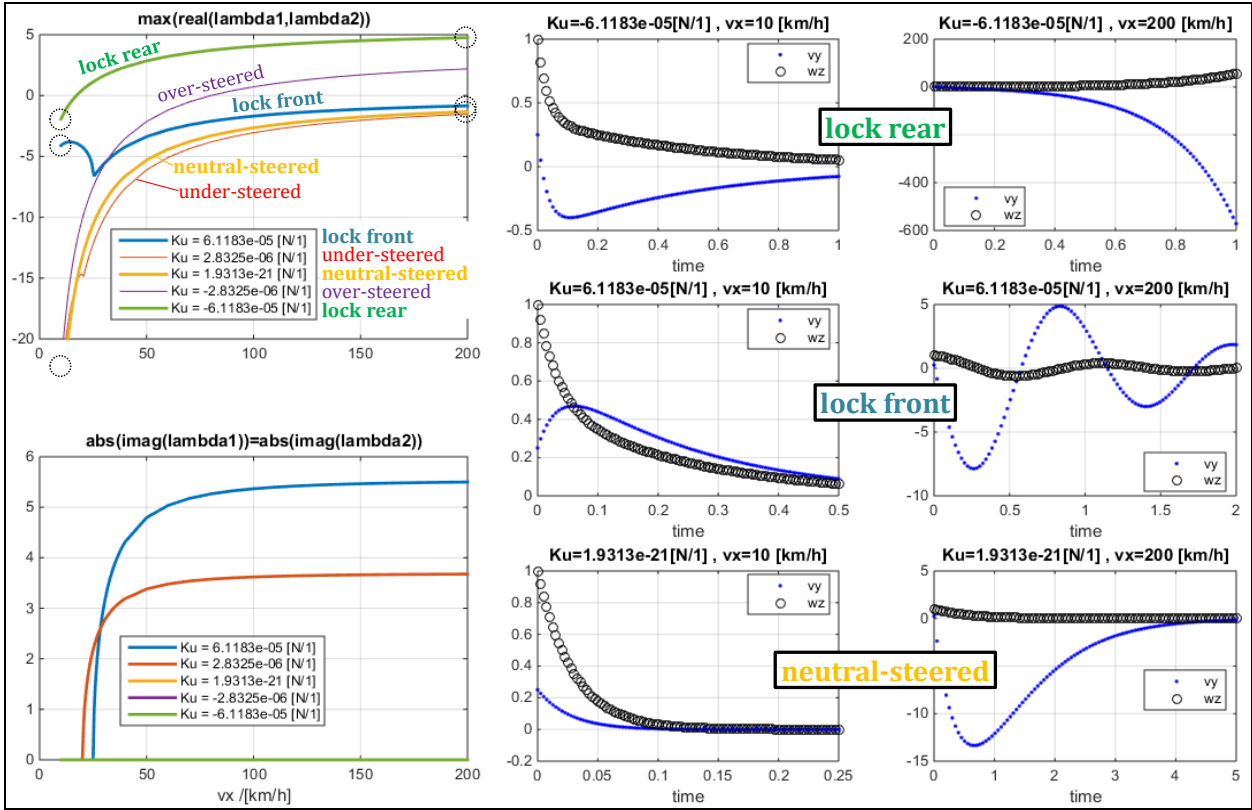 max(real(lambda1,lambda2))
5
0
-5
-10
-15
-20
0
50
100
150
200
lock rear
over-steered
lock front
neutral-steered
under-steered
Ku = 6.1183e-05 [N/1] lock front
Ku = 2.8325e-06 [N/1] under-steered
Ku = 1.9313e-21 [N/1] neutral-steered
Ku = -2.8325e-06 [N/1] over-steered
Ku = -6.1183e-05 [N/1] lock rear
abs(imag(lambda1))=abs(imag(lambda2))
6
5
4
3
2
1
0
0
50
100
150
200
Ku = 6.1183e-05 [N/1]
Ku = 2.8325e-06 [N/1]
Ku = 1.9313e-21 [N/1]
Ku = -2.8325e-06 [N/1]
Ku = -6.1183e-05 [N/1]
vx /[km/h]
Ku=-6.1183e-05[N/1] , vx=10 [km/h]
1
0.5
0
-0.5
0
0.2
0.4
0.6
0.8
1
vy
wz
time
Ku=-6.1183e-05[N/1] , vx=200 [km/h]
200
0
-200
-400
-600
0
0.2
0.4
0.6
0.8
1
vy
wz
time
lock rear
Ku=6.1183e-05[N/1] , vx=10 [km/h]
1
0.8
0.6
0.4
0.2
0
0
0.1
0.2
0.3
0.4
0.5
vy
wz
time
Ku=6.1183e-05[N/1] , vx=200 [km/h]
5
0
-5
-10
0
0.5
1
1.5
2
vy
wz
time
lock front
Ku=1.9313e-21[N/1] , vx=10 [km/h]
1
0.8
0.6
0.4
0.2
0
-0.2
0
0.05
0.1
0.15
0.2
0.25
vy
wz
time
Ku=1.9313e-21[N/1] , vx=200 [km/h]
5
0
-5
-10
-15
0
1
2
3
4
5
vy
wz
time
neutral-steered